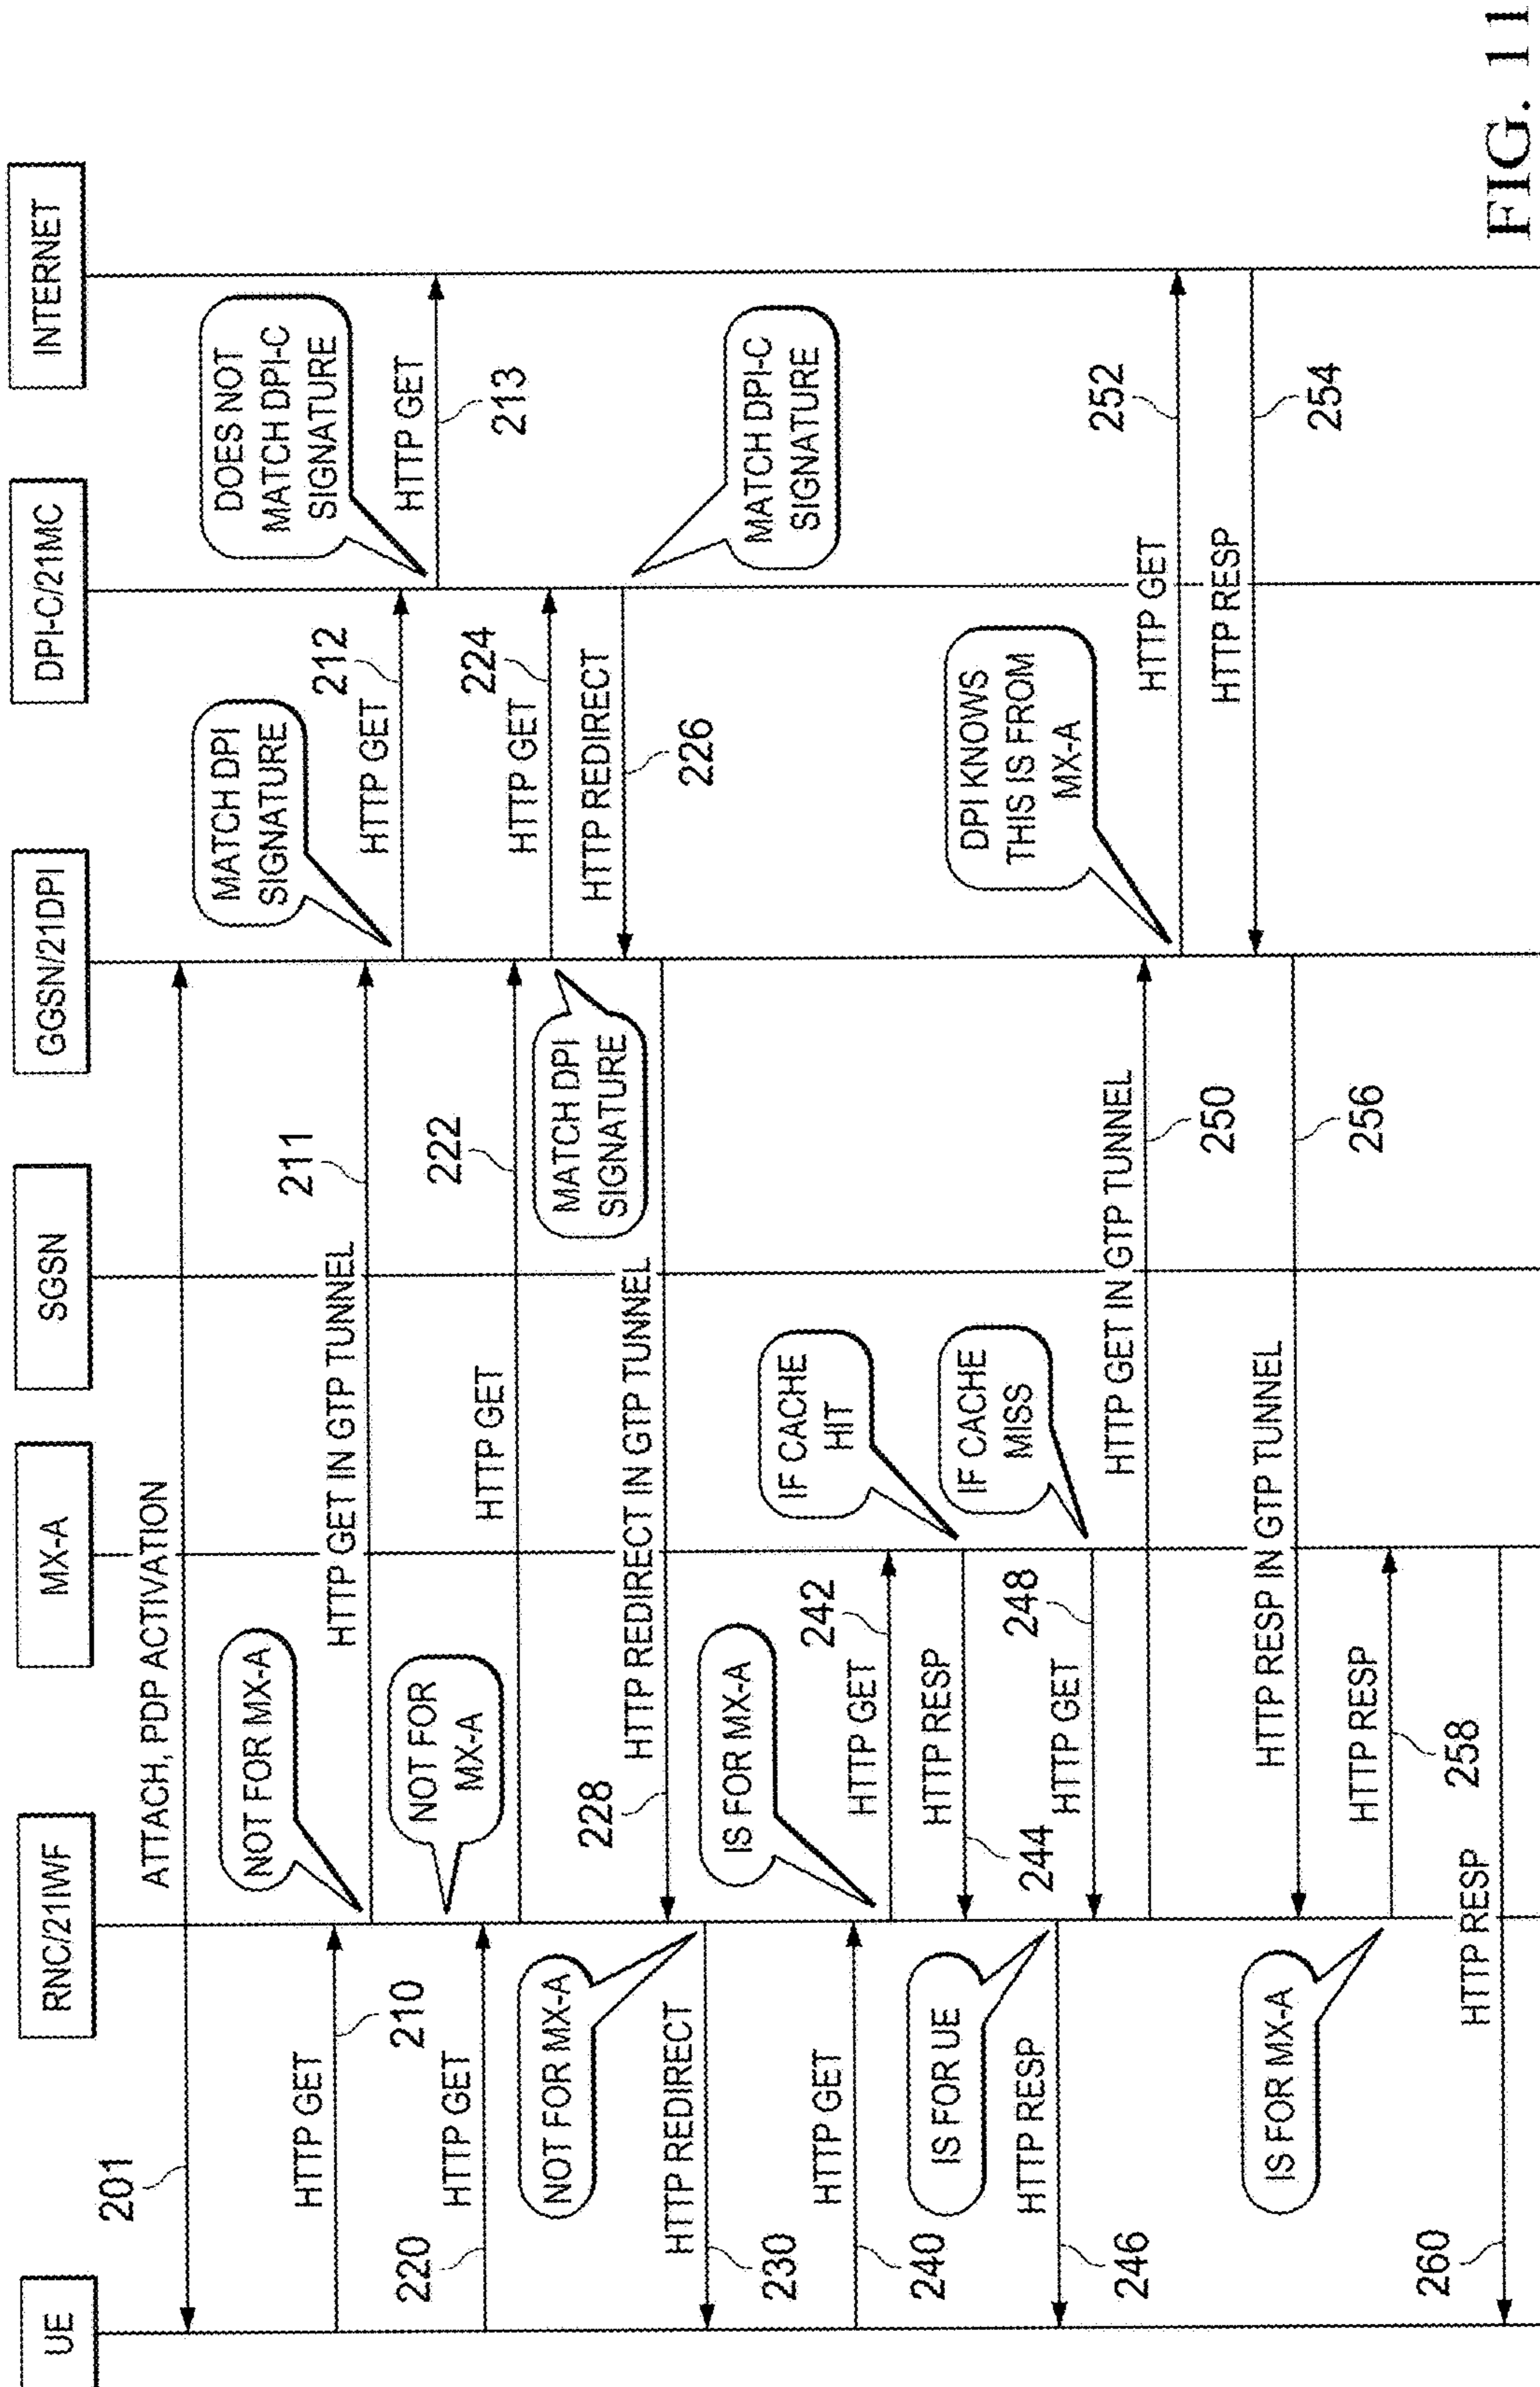 UE
RNC/21IWF
MX-A
SGSN
GGSN/21DPI
DPI-C/21MC
INTERNET
201
ATTACH, PDP ACTIVATION
HTTP GET
210
NOT FOR MX-A
HTTP GET IN GTP TUNNEL
211
MATCH DPI
SIGNATURE
HTTP GET
212
DOES NOT
MATCH DPI-C
SIGNATURE
HTTP GET
213
220
HTTP GET
NOT FOR
MX-A
HTTP GET
222
MATCH DPI
SIGNATURE
HTTP GET
224
HTTP REDIRECT
226
MATCH DPI-C
SIGNATURE
228
HTTP REDIRECT IN GTP TUNNEL
NOT FOR MX-A
HTTP REDIRECT
230
HTTP GET
240
IS FOR MX-A
HTTP GET
242
IF CACHE
HIT
HTTP RESP
244
IS FOR UE
HTTP RESP
246
IF CACHE
MISS
HTTP GET
248
HTTP GET IN GTP TUNNEL
250
DPI KNOWS
THIS IS FROM
MX-A
HTTP GET
252
HTTP RESP
254
HTTP RESP IN GTP TUNNEL
256
IS FOR MX-A
HTTP RESP
258
HTTP RESP
260
FIG. 11